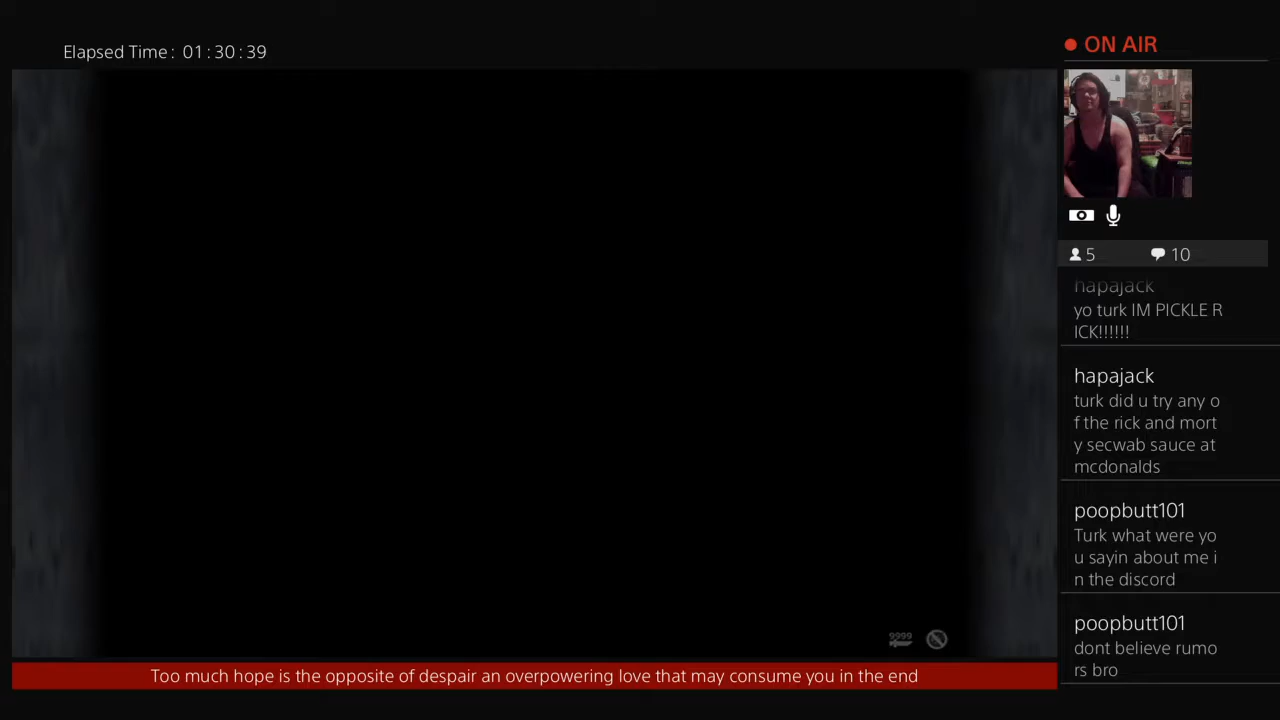 Elapsed Time: 01:30:39
ON AIR
5
10
hapajack
yo turk IM PICKLE R
ICK!!!!!!
hapajack
turk did u try any o
f the rick and mort
y secwab sauce at
mcdonalds
poopbutt101
Turk what were yo
u sayin about me i
n the discord
poopbutt101
dont believe rumo
rs bro
9999
Too much hope is the opposite of despair an overpowering love that may consume you in the end